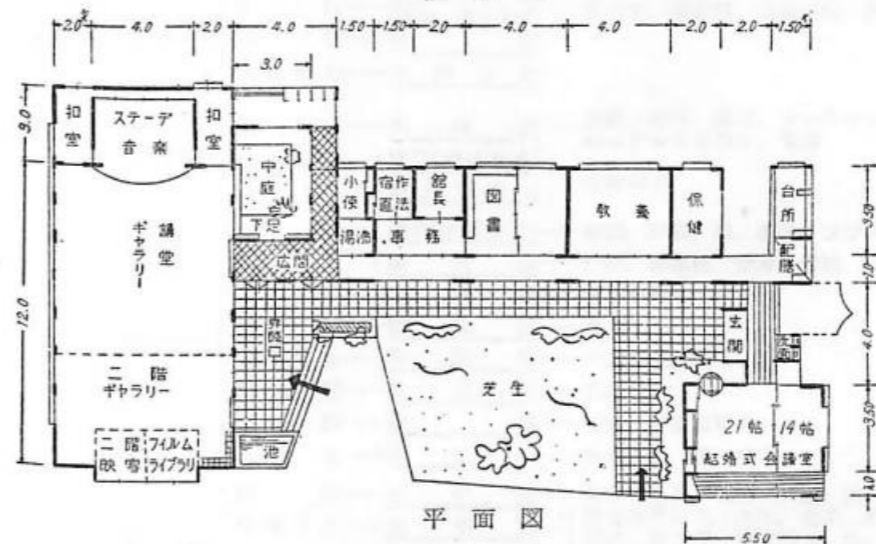 2.0 4.0 2.0 4.0 1.50 1.50 2.0 4.0 4.0 2.0 2.0 1.50
3.0
9.0
12.0
扣室
ステーデ
音楽
扣室
中庭
下足
小使
湯沸
宿直
作法
館長
事務
図書
教養
保健
台所
配膳
講堂
ギャラリー
広間
昇降口
二階
ギャラリー
二階
映写
フィルム
ライブラリ
池
芝生
玄関
21帖 14帖
結婚式会議室
3.50
1.0
4.0
3.50
1.0
平面図
5.50